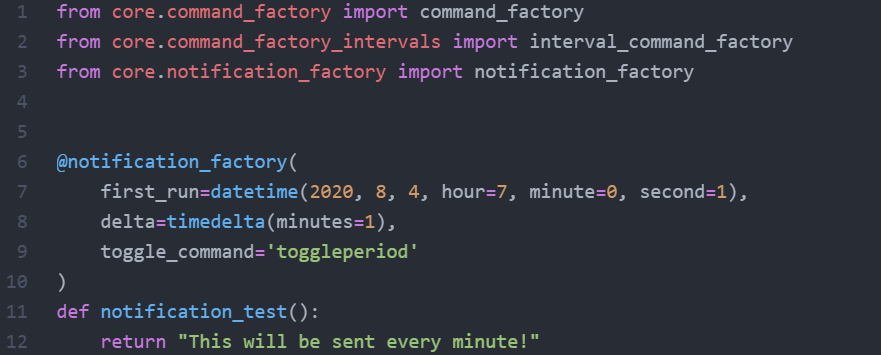 1 from core.command_factory import command_factory
2 from core.command_factory_intervals import interval_command_factory
3 from core.notification_factory import notification_factory
4
5
6 @notification_factory(
7     first_run=datetime(2020, 8, 4, hour=7, minute=0, second=1),
8     delta=timedelta(minutes=1),
9     toggle_command='toggleperiod'
10 )
11 def notification_test():
12     return "This will be sent every minute!"